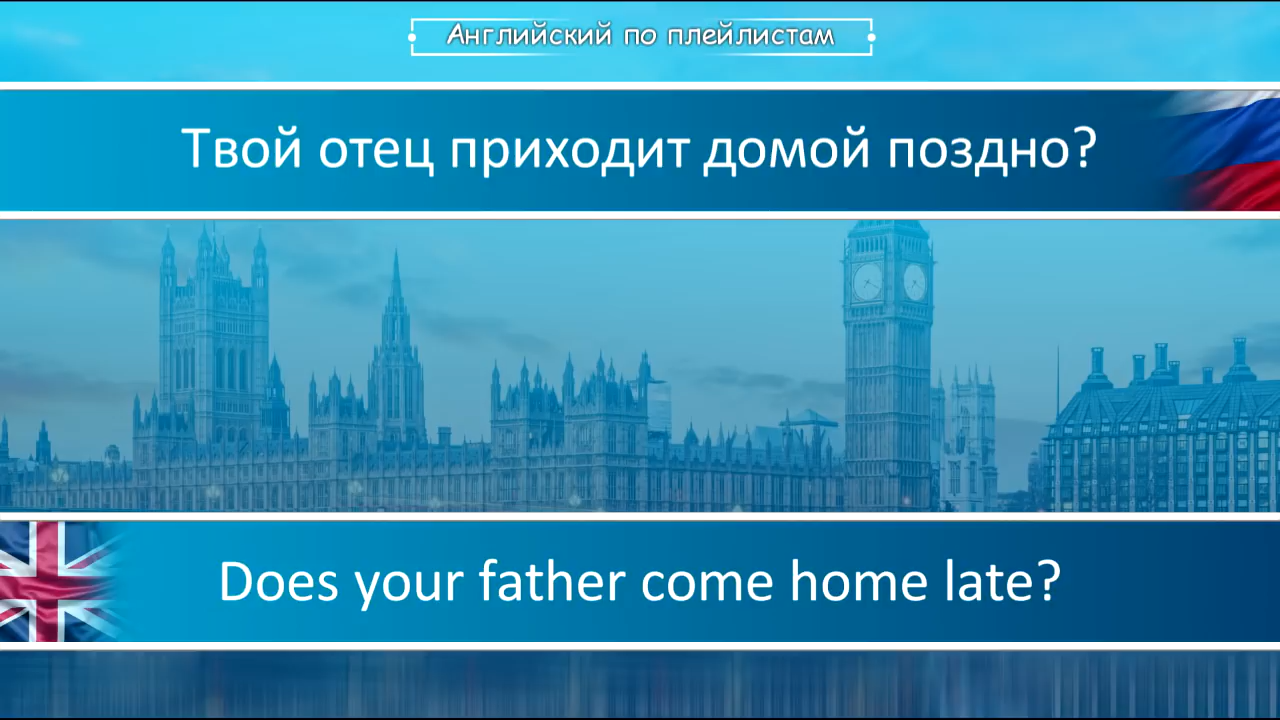 Английский по плейлистам
Твой отец приходит домой поздно?
Does your father come home late?